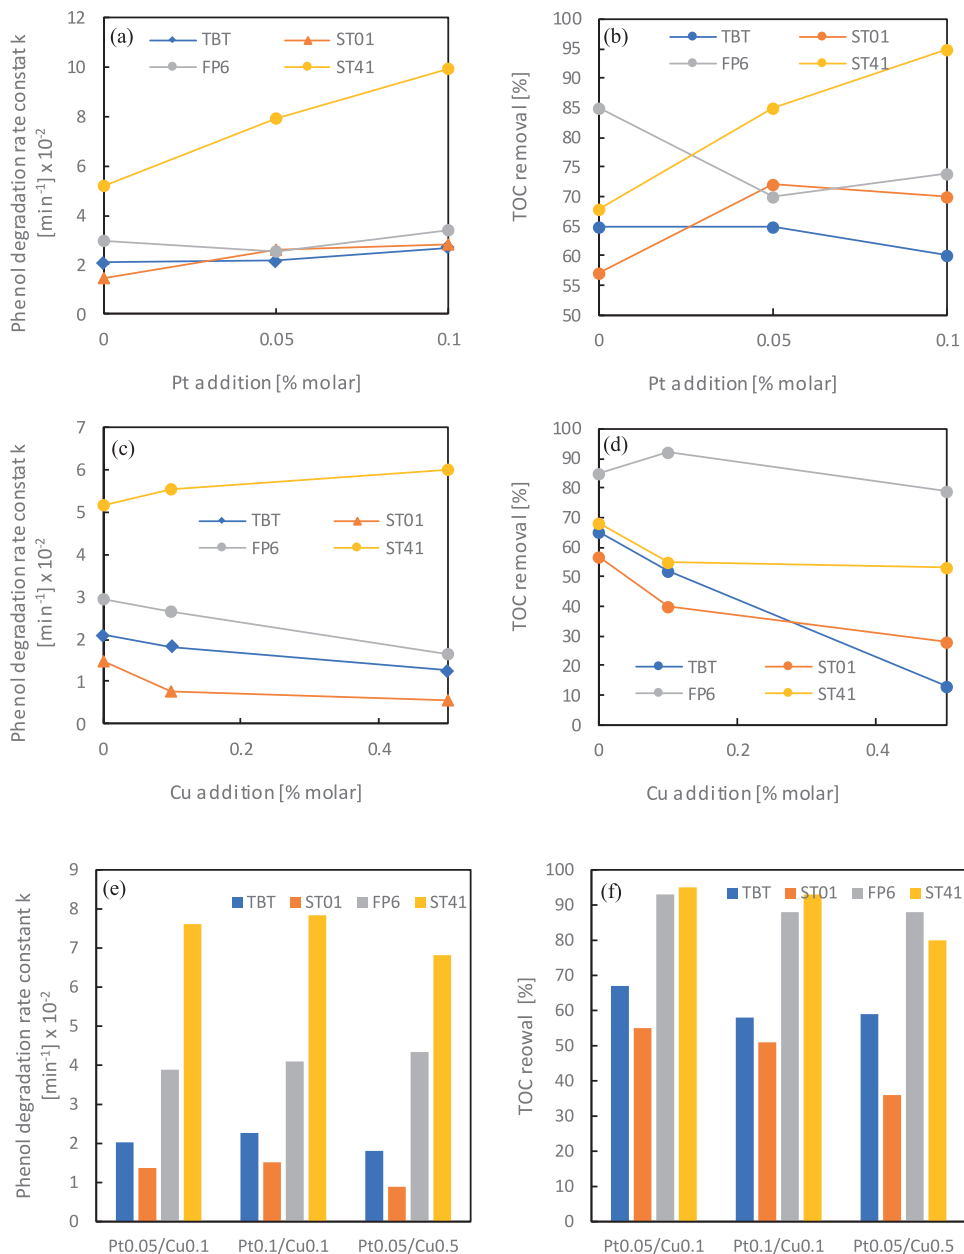 Phenol degradation rate constat k
[min-1] x 10-2
12
10
8
6
4
2
0
(a)
TBT
ST01
FP6
ST41
0
0.05
0.1
Pt addition [% molar]
TOC removal [%]
100
95
90
85
80
75
70
65
60
55
50
(b)
TBT
ST01
FP6
ST41
0
0.05
0.1
Pt addition [% molar]
Phenol degradation rate constat k
[min-1] x 10-2
7
6
5
4
3
2
1
0
(c)
TBT
ST01
FP6
ST41
0
0.2
0.4
Cu addition [% molar]
TOC removal [%]
100
90
80
70
60
50
40
30
20
10
0
(d)
TBT
ST01
FP6
ST41
0
0.2
0.4
Cu addition [% molar]
Phenol degradation rate constant k
[min-1] x 10-2
9
8
7
6
5
4
3
2
1
0
(e)
TBT ST01 FP6 ST41
Pt0.05/Cu0.1 Pt0.1/Cu0.1 Pt0.05/Cu0.5
TOC reowal [%]
100
90
80
70
60
50
40
30
20
10
0
(f)
TBT ST01 FP6 ST41
Pt0.05/Cu0.1 Pt0.1/Cu0.1 Pt0.05/Cu0.5